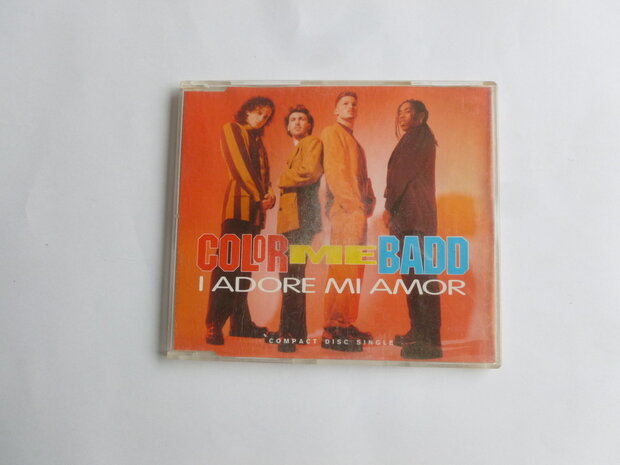 COLOR ME BADD
I ADORE MI AMOR
COMPACT DISC SINGLE